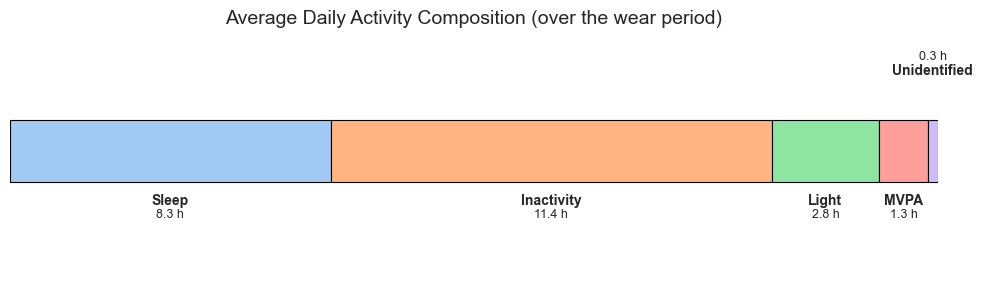 Average Daily Activity Composition (over the wear period)
0.3 h
Unidentified
Sleep
8.3 h
Inactivity
11.4 h
Light
2.8 h
MVPA
1.3 h